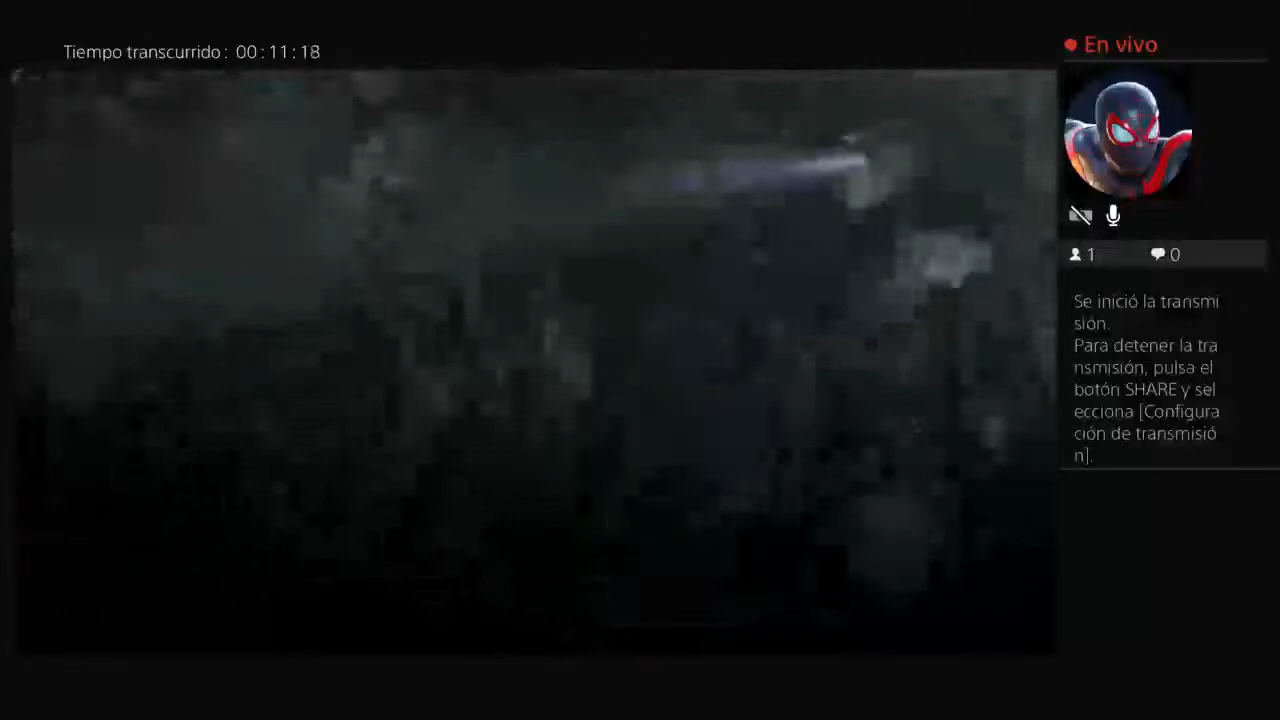 Tiempo transcurrido: 00:11:18
En vivo
1 0
Se inició la transmi
sión.
Para detener la tra
nsmisión, pulsa el
botón SHARE y sel
ecciona [Configura
ción de transmisió
n].